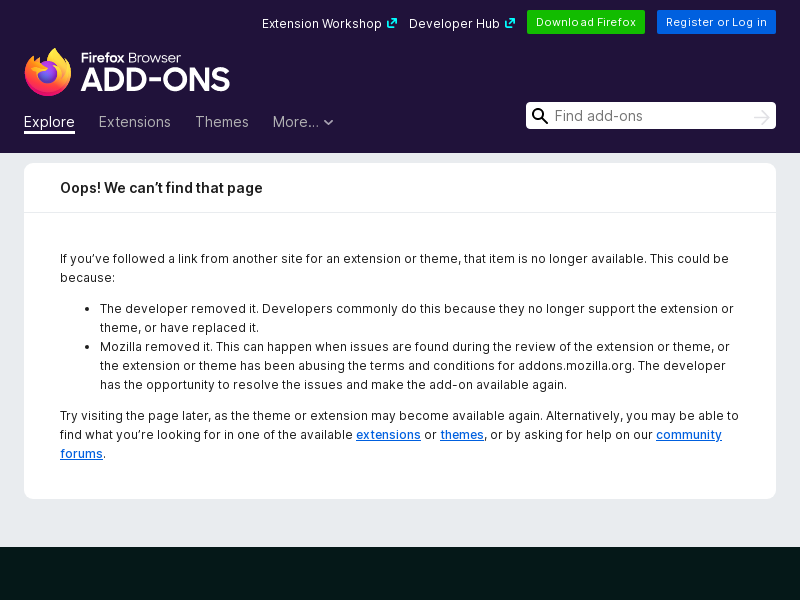 Extension Workshop Developer Hub Download Firefox Register or Log in
Firefox Browser
ADD-ONS
Explore Extensions Themes More... Find add-ons
Oops! We can’t find that page
If you’ve followed a link from another site for an extension or theme, that item is no longer available. This could be
because:
• The developer removed it. Developers commonly do this because they no longer support the extension or
theme, or have replaced it.
• Mozilla removed it. This can happen when issues are found during the review of the extension or theme, or
the extension or theme has been abusing the terms and conditions for addons.mozilla.org. The developer
has the opportunity to resolve the issues and make the add-on available again.
Try visiting the page later, as the theme or extension may become available again. Alternatively, you may be able to
find what you’re looking for in one of the available extensions or themes, or by asking for help on our community
forums.